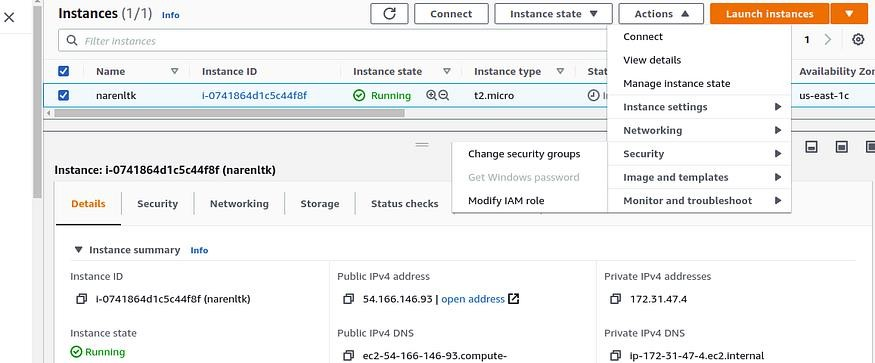 Instances (1/1) Info
Connect
Instance state
Actions
Launch instances
Filter instances
1
Connect
View details
Manage instance state
Instance settings
Networking
Security
Image and templates
Monitor and troubleshoot
Change security groups
Get Windows password
Modify IAM role
Name Instance ID Instance state Instance type Stat Availability Zor
narenltk i-0741864d1c5c44f8f Running t2.micro us-east-1c
Instance: i-0741864d1c5c44f8f (narenltk)
Details Security Networking Storage Status checks
Instance summary Info
Instance ID Public IPv4 address Private IPv4 addresses
i-0741864d1c5c44f8f (narenltk) 54.166.146.93 | open address 172.31.47.4
Instance state Public IPv4 DNS Private IPv4 DNS
Running ec2-54-166-146-93.compute- ip-172-31-47-4.ec2.internal